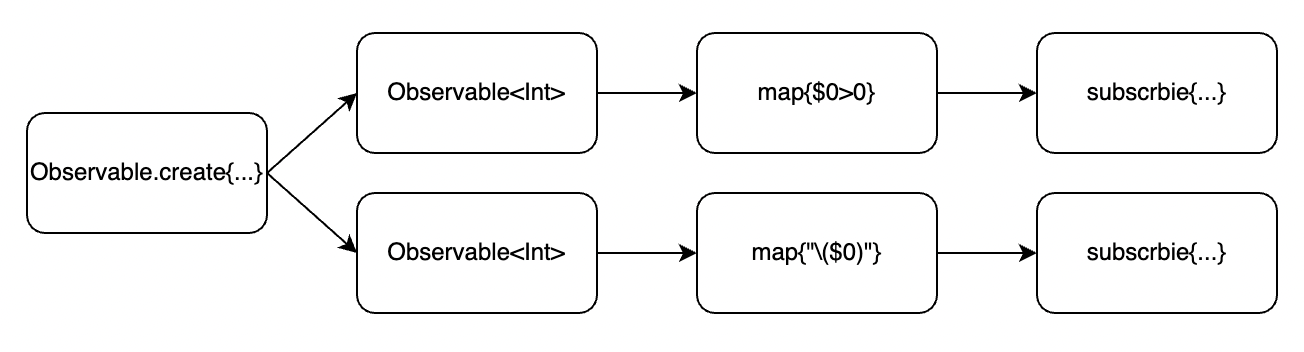 Observable<Int>
map{$0>0}
subscrbie{...}
Observable.create{...}
Observable<Int>
map{"\($0)"}
subscrbie{...}